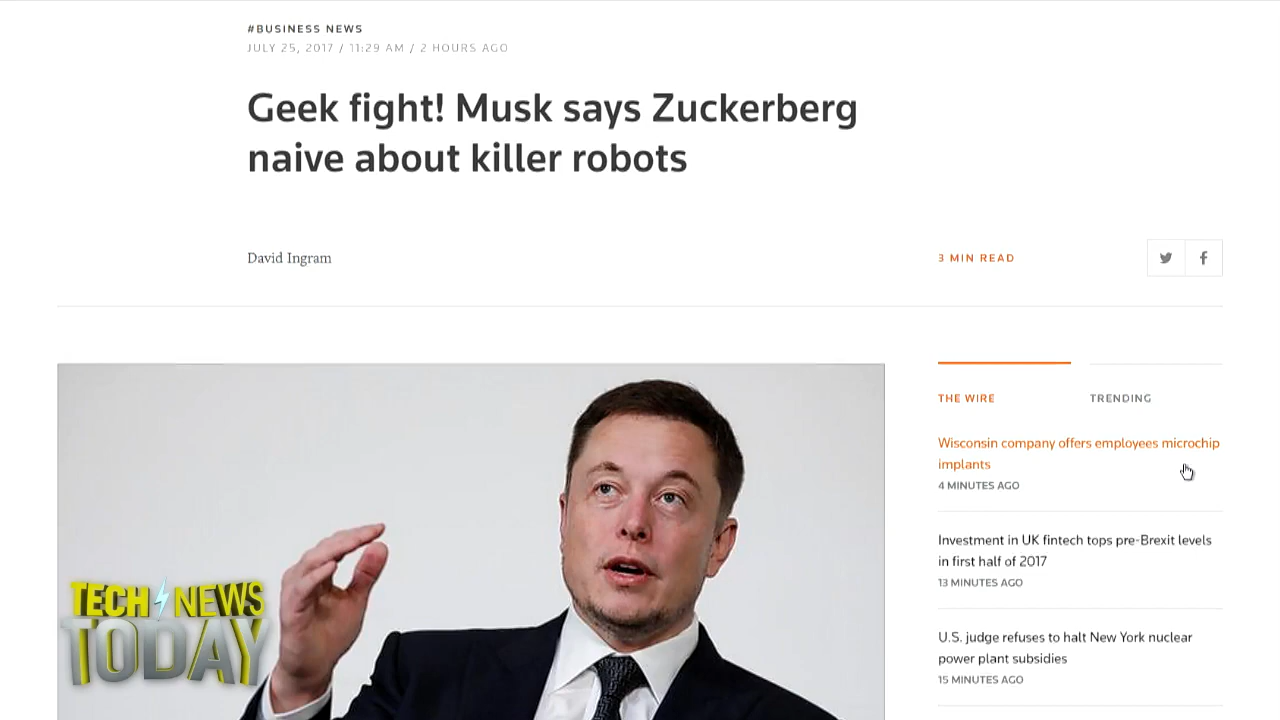 #BUSINESS NEWS
JULY 25, 2017 / 11:29 AM / 2 HOURS AGO
Geek fight! Musk says Zuckerberg
naive about killer robots
David Ingram
3 MIN READ
THE WIRE
TRENDING
Wisconsin company offers employees microchip
implants
4 MINUTES AGO
Investment in UK fintech tops pre-Brexit levels
in first half of 2017
13 MINUTES AGO
U.S. judge refuses to halt New York nuclear
power plant subsidies
15 MINUTES AGO
TECH NEWS
TODAY